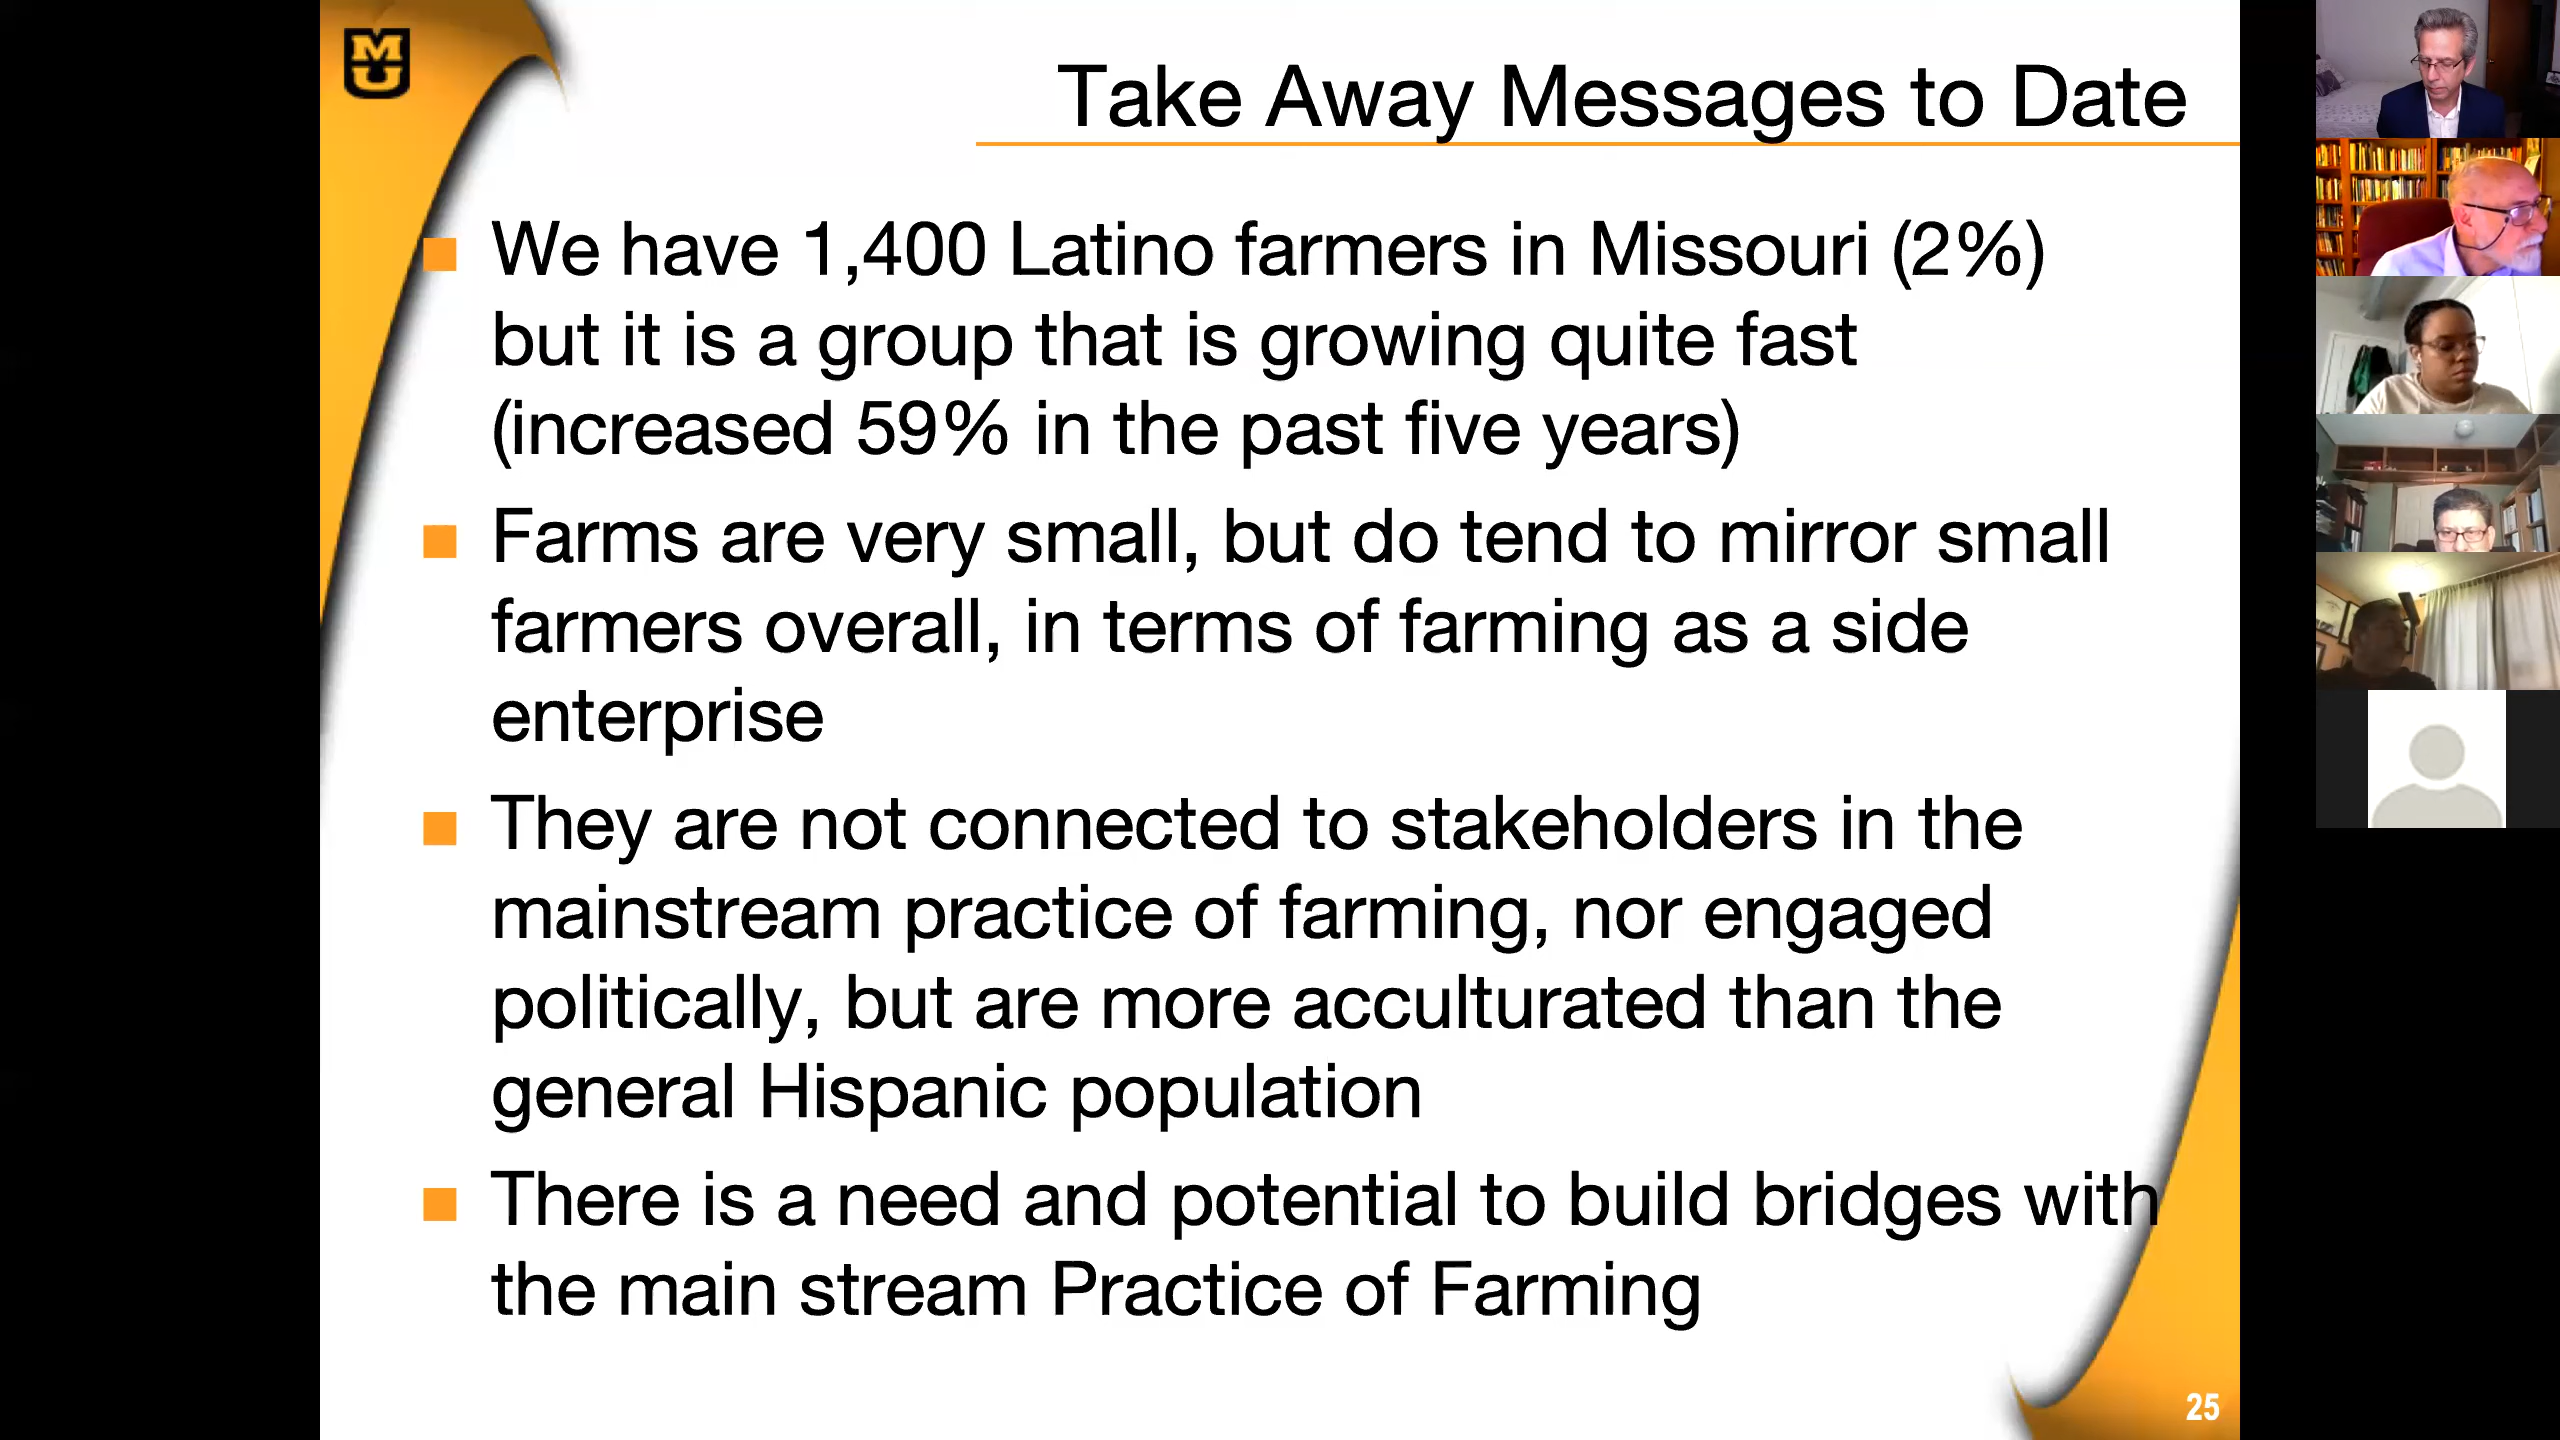 MU
Take Away Messages to Date
We have 1,400 Latino farmers in Missouri (2%)
but it is a group that is growing quite fast
(increased 59% in the past five years)
Farms are very small, but do tend to mirror small
farmers overall, in terms of farming as a side
enterprise
They are not connected to stakeholders in the
mainstream practice of farming, nor engaged
politically, but are more acculturated than the
general Hispanic population
There is a need and potential to build bridges with
the main stream Practice of Farming
25